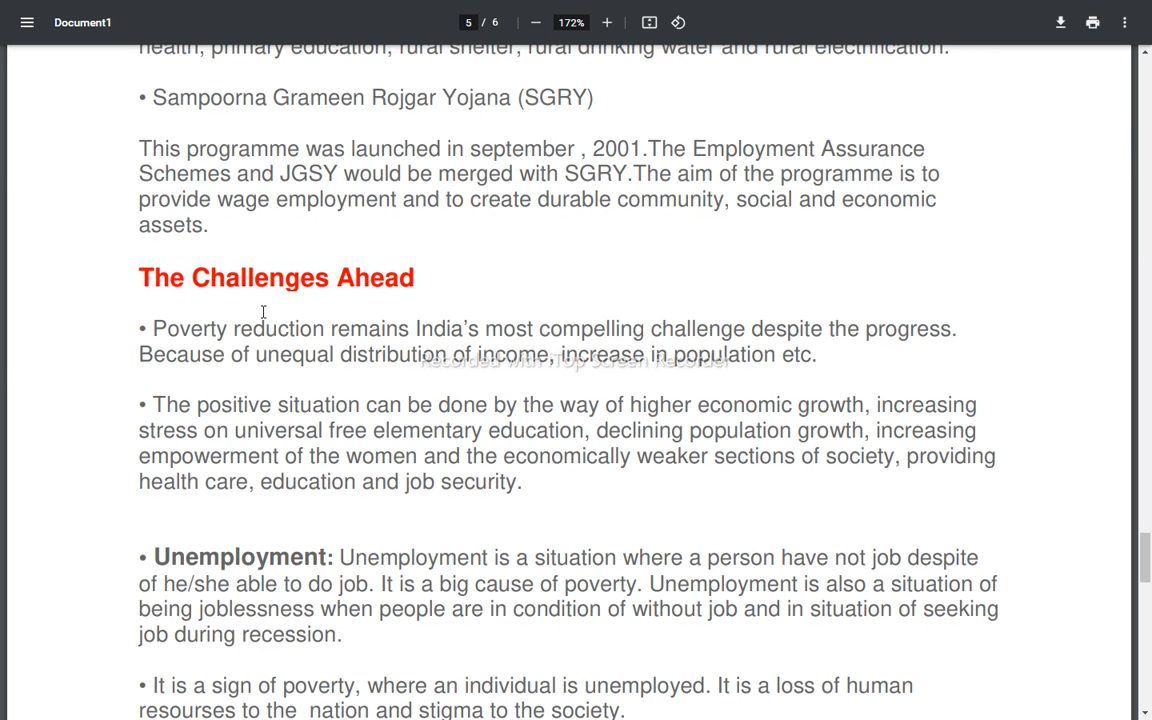 Document1
5 / 6
172%
health, primary education, rural shelter, rural drinking water and rural electrification.
• Sampoorna Grameen Rojgar Yojana (SGRY)
This programme was launched in september , 2001.The Employment Assurance
Schemes and JGSY would be merged with SGRY.The aim of the programme is to
provide wage employment and to create durable community, social and economic
assets.
The Challenges Ahead
• Poverty reduction remains India’s most compelling challenge despite the progress.
Because of unequal distribution of income, increase in population etc.
Recorded with iTop Screen Recorder
• The positive situation can be done by the way of higher economic growth, increasing
stress on universal free elementary education, declining population growth, increasing
empowerment of the women and the economically weaker sections of society, providing
health care, education and job security.
• Unemployment: Unemployment is a situation where a person have not job despite
of he/she able to do job. It is a big cause of poverty. Unemployment is also a situation of
being joblessness when people are in condition of without job and in situation of seeking
job during recession.
• It is a sign of poverty, where an individual is unemployed. It is a loss of human
resourses to the  nation and stigma to the society.